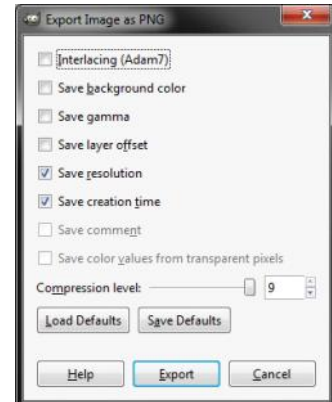 Export Image as PNG
Interlacing (Adam7)
Save background color
Save gamma
Save layer offset
Save resolution
Save creation time
Save comment
Save color values from transparent pixels
Compression level: 9
Load Defaults Save Defaults
Help Export Cancel